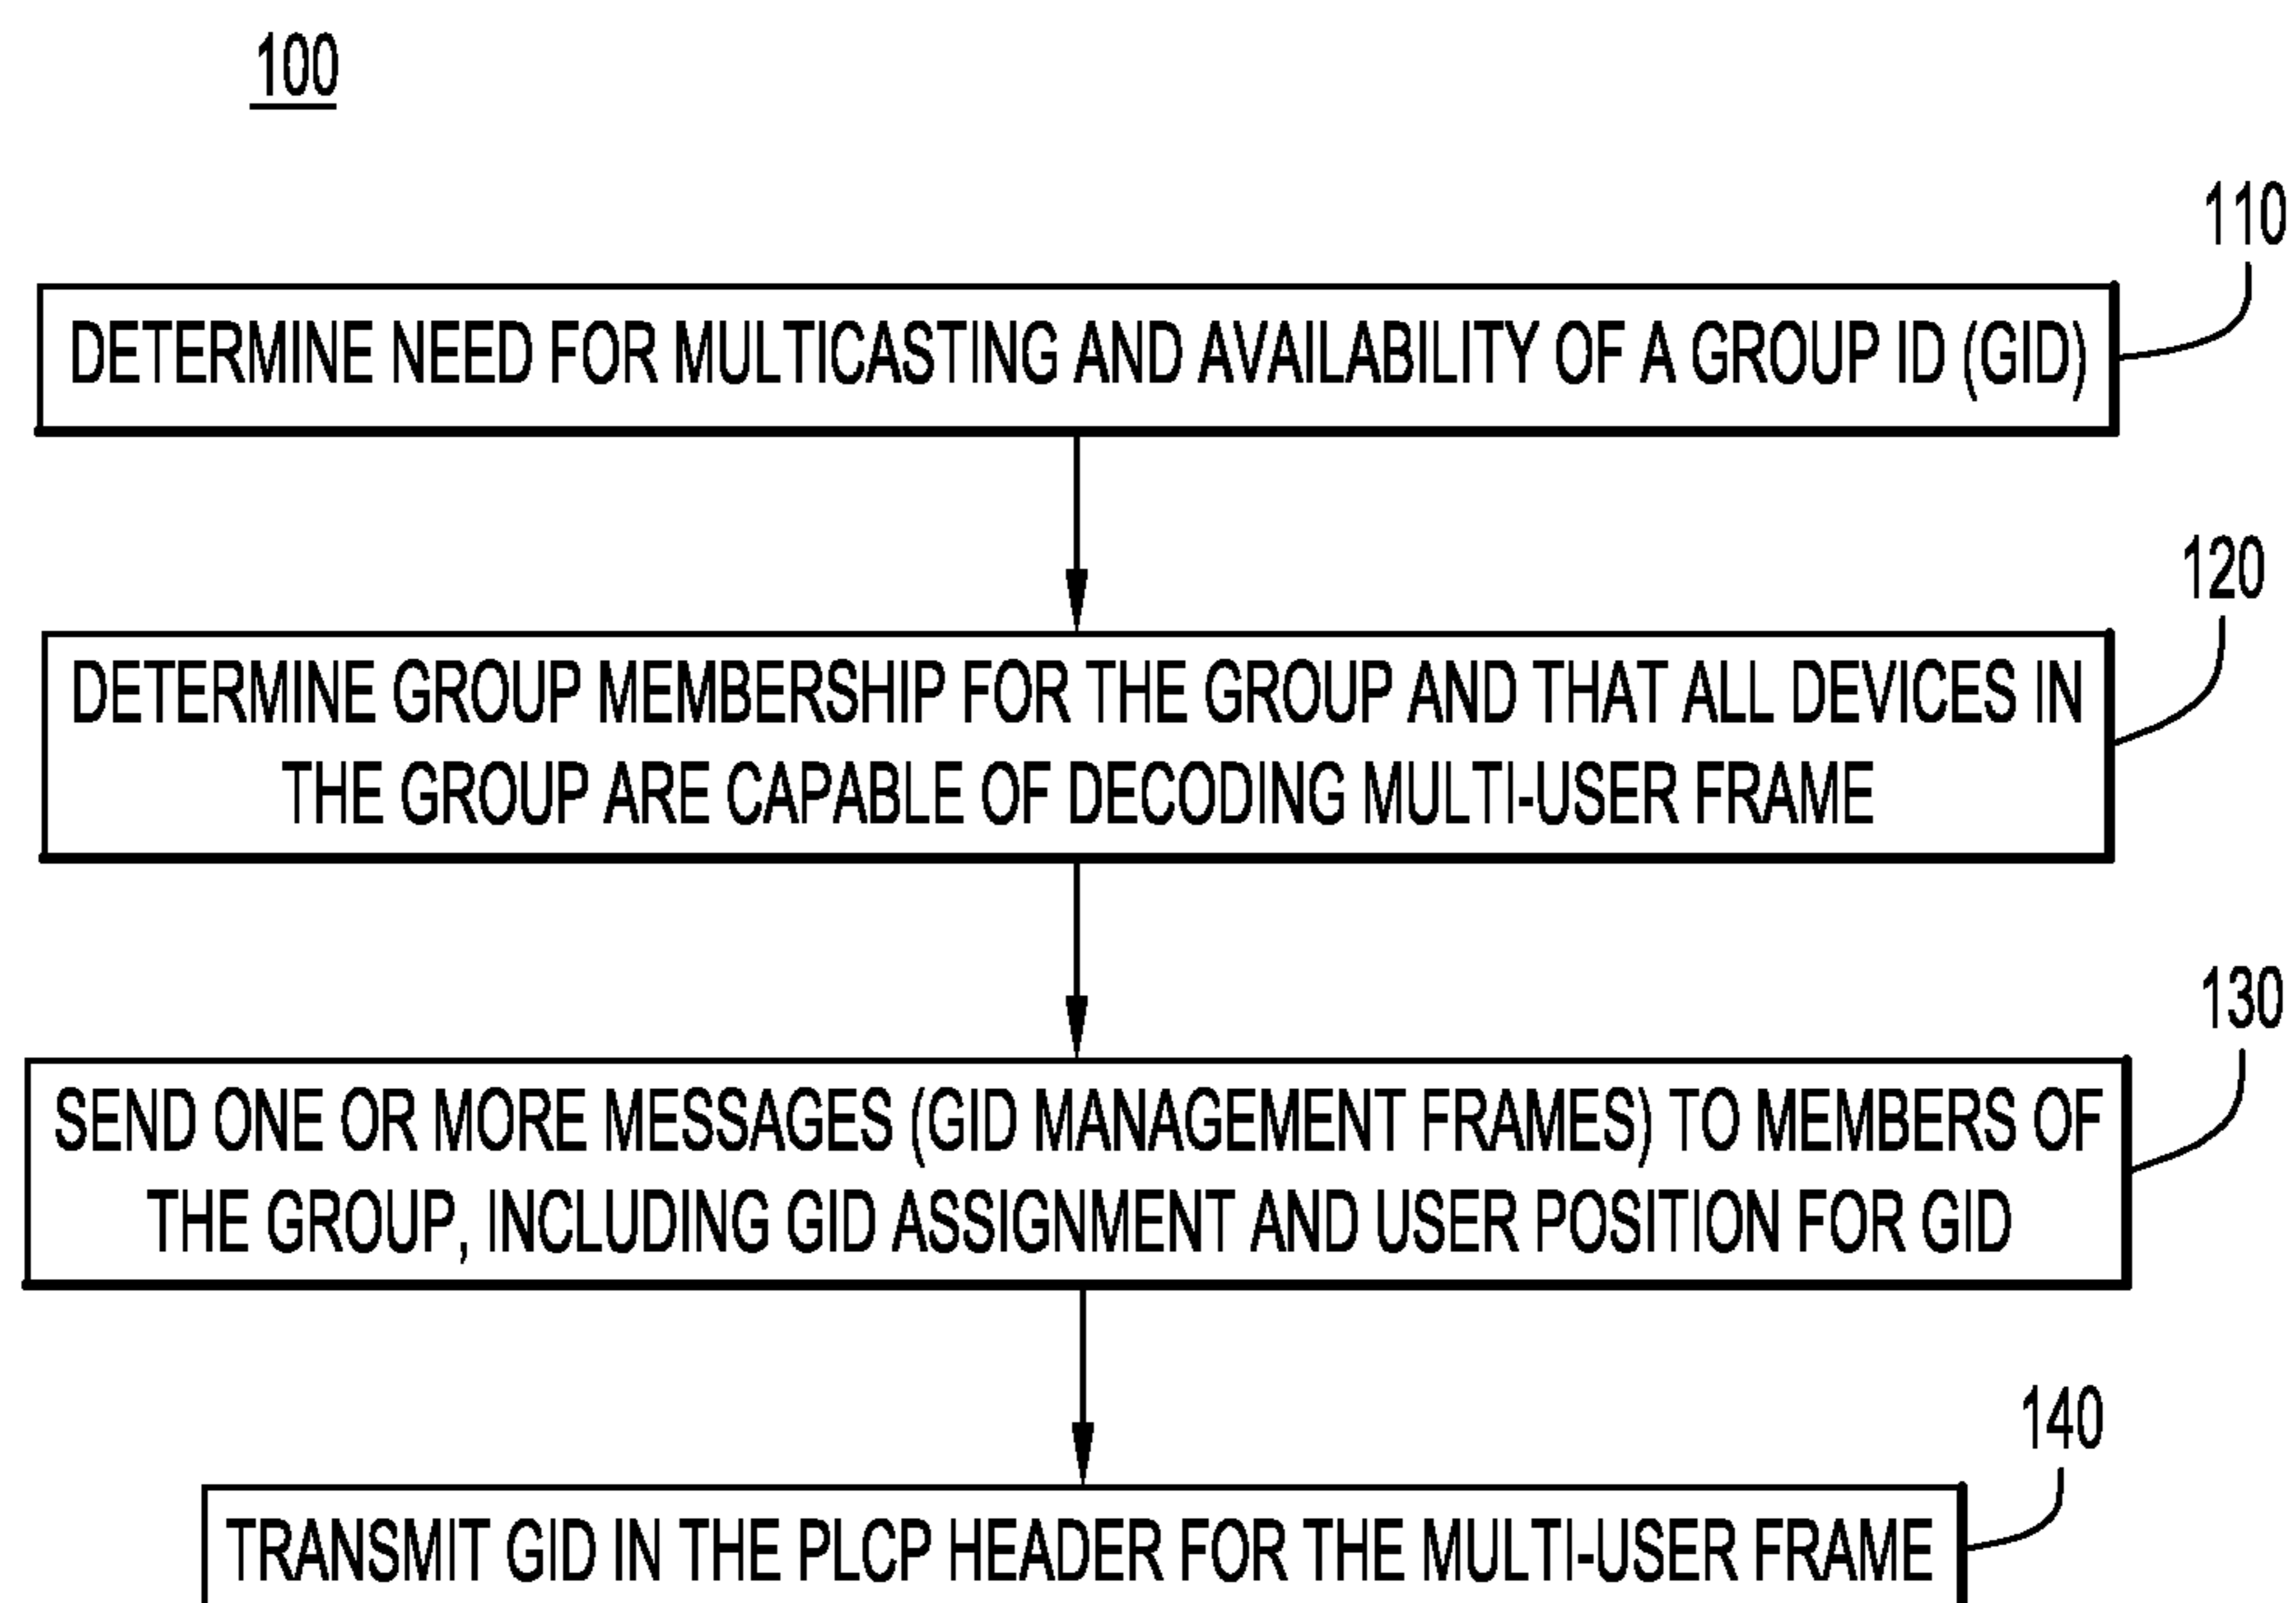 100
110
DETERMINE NEED FOR MULTICASTING AND AVAILABILITY OF A GROUP ID (GID)
120
DETERMINE GROUP MEMBERSHIP FOR THE GROUP AND THAT ALL DEVICES IN
THE GROUP ARE CAPABLE OF DECODING MULTI-USER FRAME
130
SEND ONE OR MORE MESSAGES (GID MANAGEMENT FRAMES) TO MEMBERS OF
THE GROUP, INCLUDING GID ASSIGNMENT AND USER POSITION FOR GID
140
TRANSMIT GID IN THE PLCP HEADER FOR THE MULTI-USER FRAME